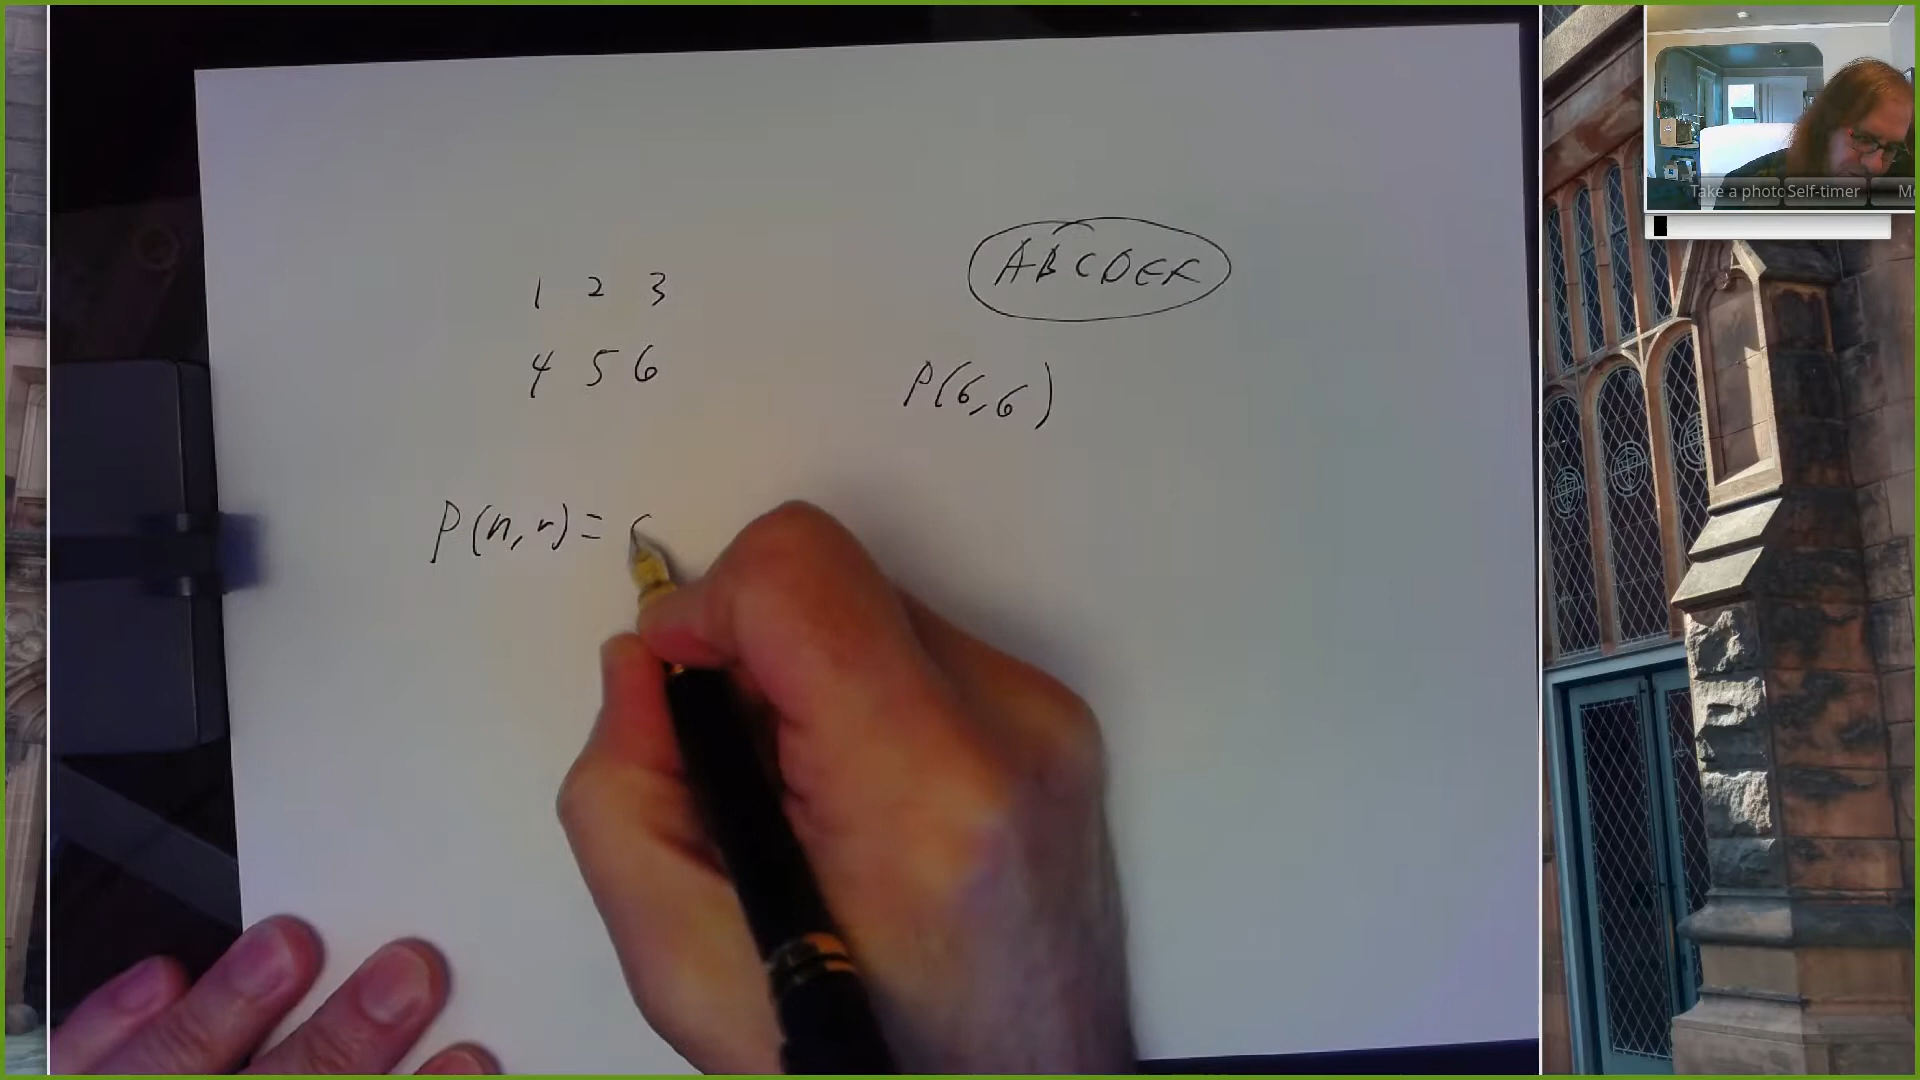 1 2 3
4 5 6
ABCDEF
P(6,6)
P(n,r)=
Take a photo
Self-timer